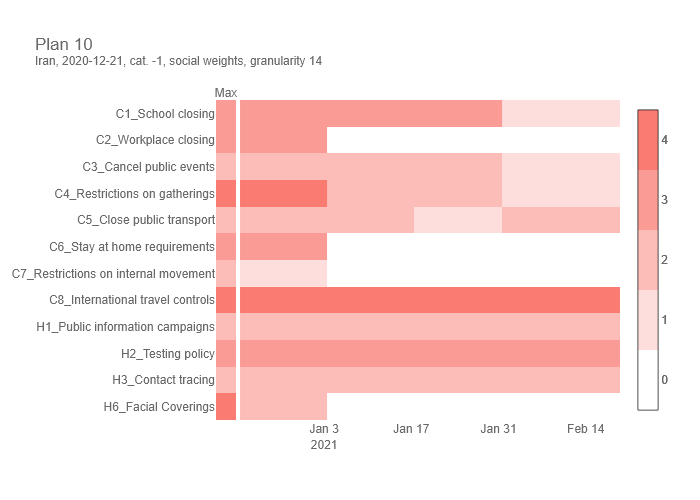 Plan 10
Iran, 2020-12-21, cat. -1, social weights, granularity 14
Max
C1_School closing
C2_Workplace closing
C3_Cancel public events
C4_Restrictions on gatherings
C5_Close public transport
C6_Stay at home requirements
C7_Restrictions on internal movement
C8_International travel controls
H1_Public information campaigns
H2_Testing policy
H3_Contact tracing
H6_Facial Coverings
Jan 3
2021
Jan 17
Jan 31
Feb 14
4
3
2
1
0